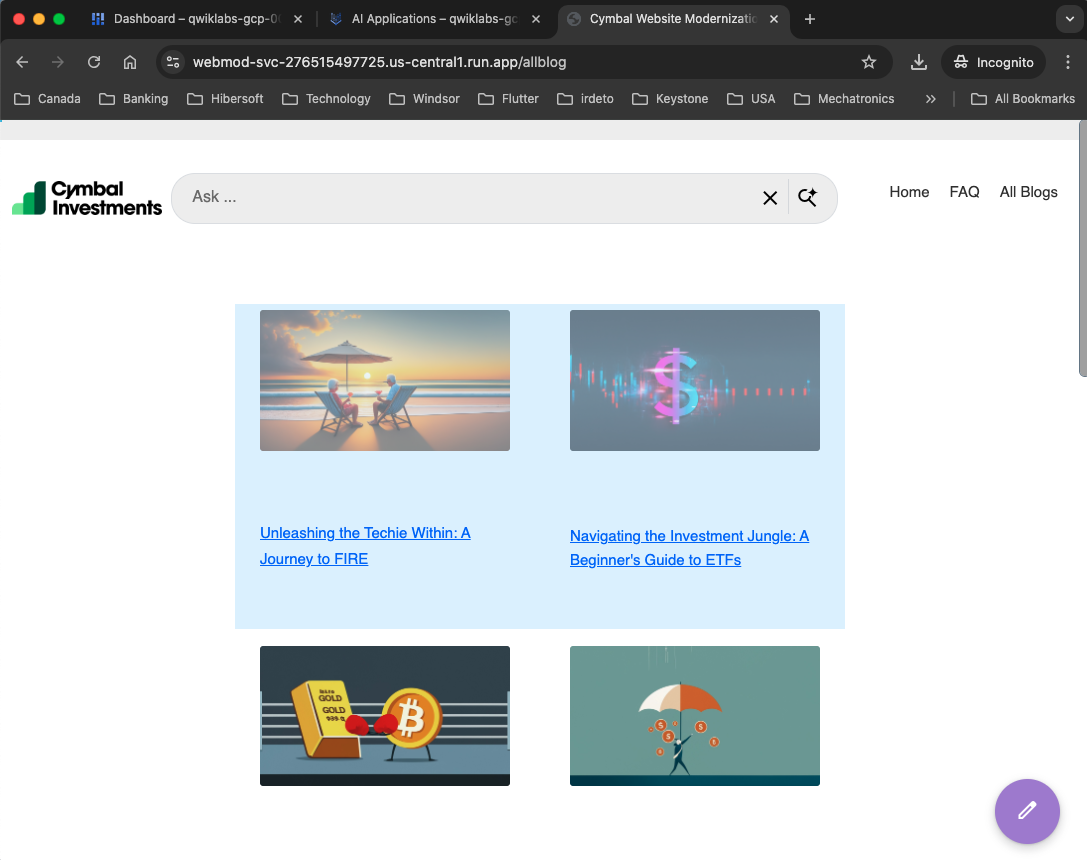 Dashboard – qwiklabs-gcp-00
AI Applications – qwiklabs-gc
Cymbal Website Modernizatio
webmod-svc-276515497725.us-central1.run.app/allblog
Incognito
Canada
Banking
Hibersoft
Technology
Windsor
Flutter
irdeto
Keystone
USA
Mechatronics
All Bookmarks
Cymbal
Investments
Ask ...
Home
FAQ
All Blogs
Unleashing the Techie Within: A
Journey to FIRE
Navigating the Investment Jungle: A
Beginner's Guide to ETFs
GOLD
GOLD